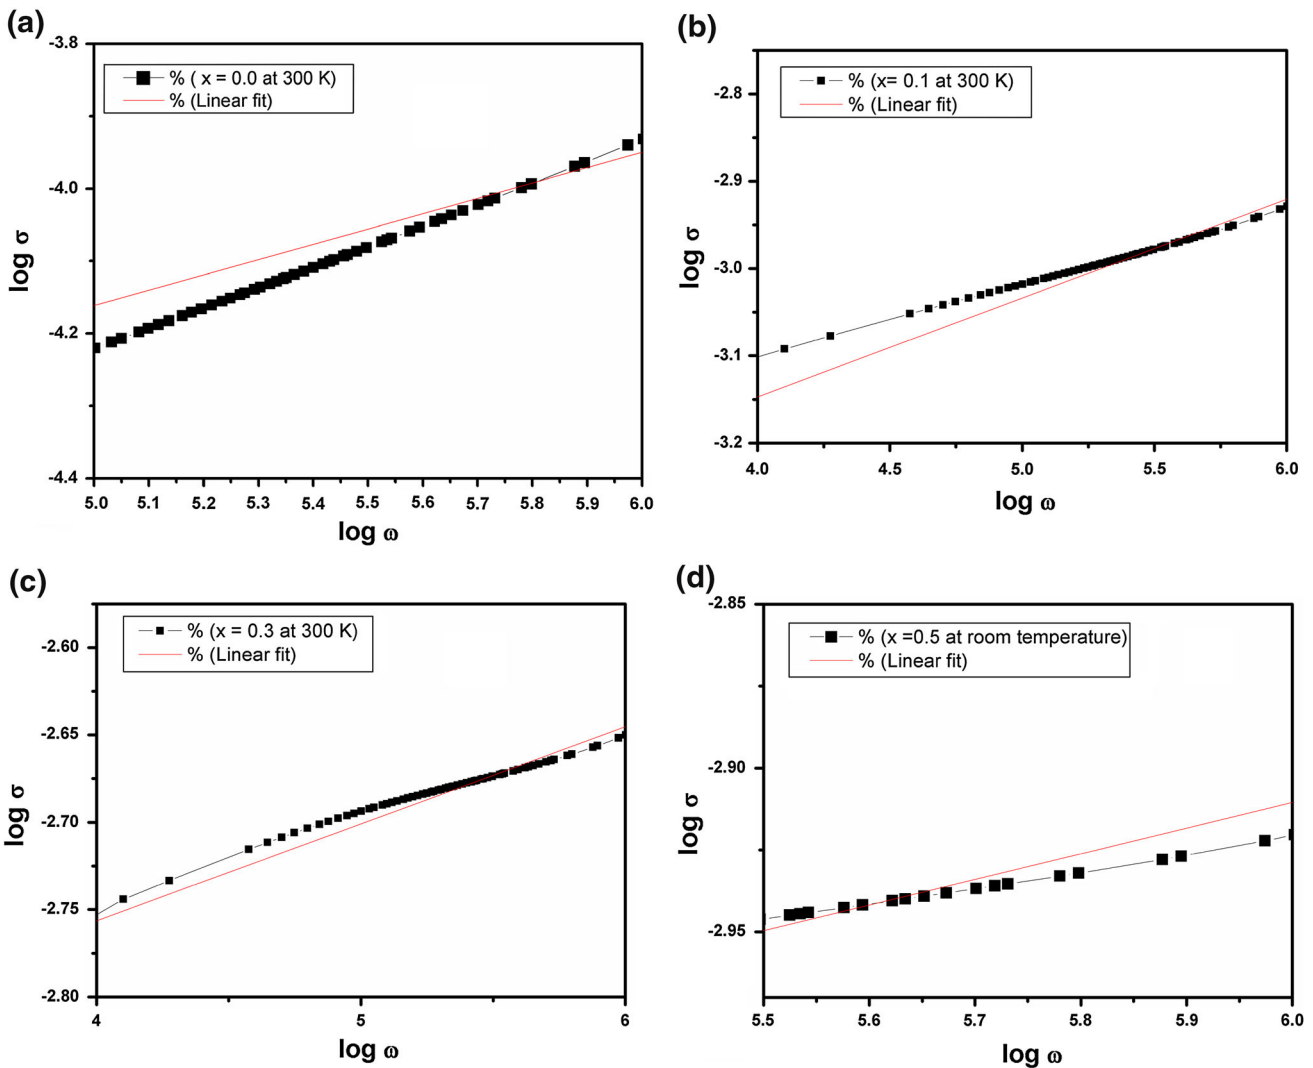 (a)
-3.8
-4.0
-4.2
-4.4
log σ
% ( x = 0.0 at 300 K)
% (Linear fit)
5.0 5.1 5.2 5.3 5.4 5.5 5.6 5.7 5.8 5.9 6.0
log ω
(b)
-2.8
-2.9
-3.0
-3.1
-3.2
log σ
% (x= 0.1 at 300 K)
% (Linear fit)
4.0 4.5 5.0 5.5 6.0
log ω
(c)
-2.60
-2.65
-2.70
-2.75
-2.80
log σ
% (x = 0.3 at 300 K)
% (Linear fit)
4 5 6
log ω
(d)
-2.85
-2.90
-2.95
log σ
% (x =0.5 at room temperature)
% (Linear fit)
5.5 5.6 5.7 5.8 5.9 6.0
log ω